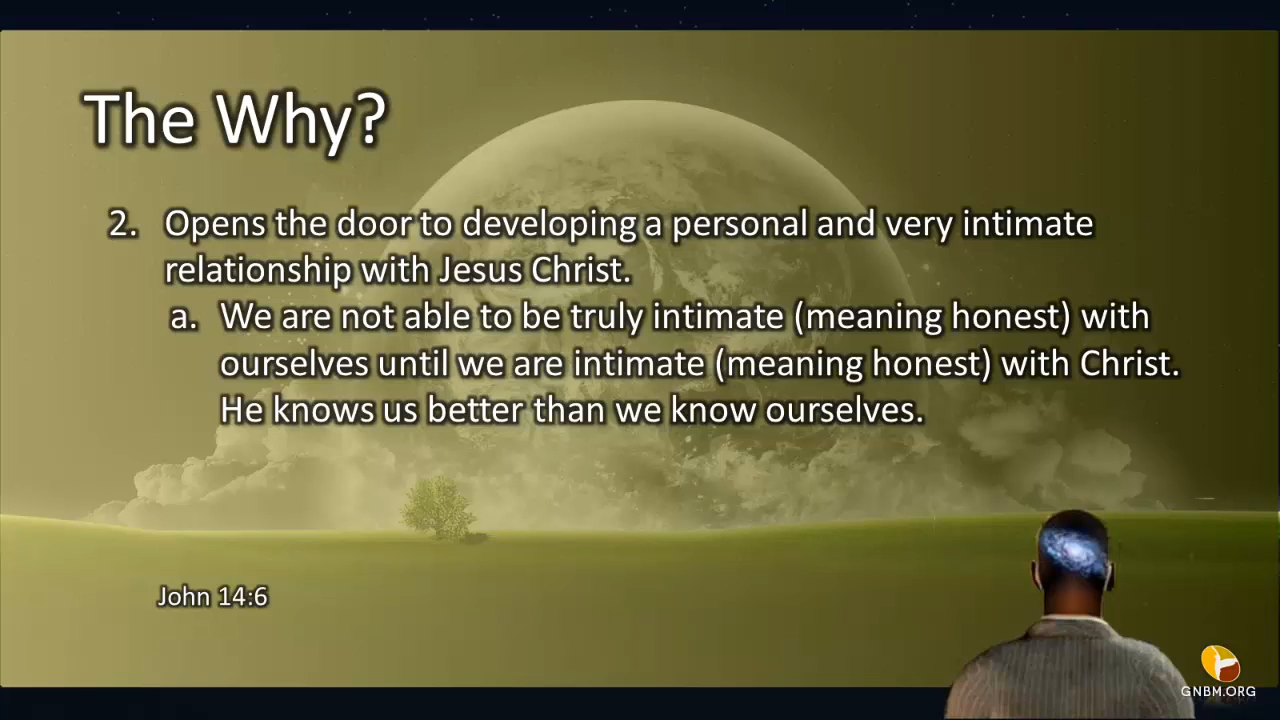 The Why?
2. Opens the door to developing a personal and very intimate
relationship with Jesus Christ.
a. We are not able to be truly intimate (meaning honest) with
ourselves until we are intimate (meaning honest) with Christ.
He knows us better than we know ourselves.
John 14:6
GNBM.ORG